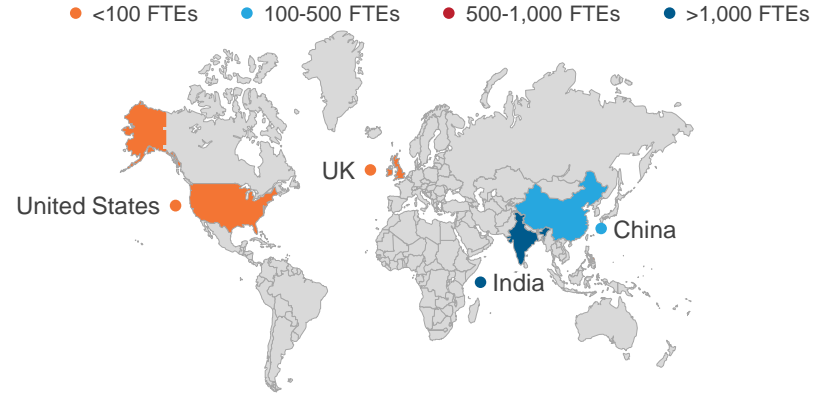 <100 FTEs 100-500 FTEs 500-1,000 FTEs >1,000 FTEs
UK
United States
China
India